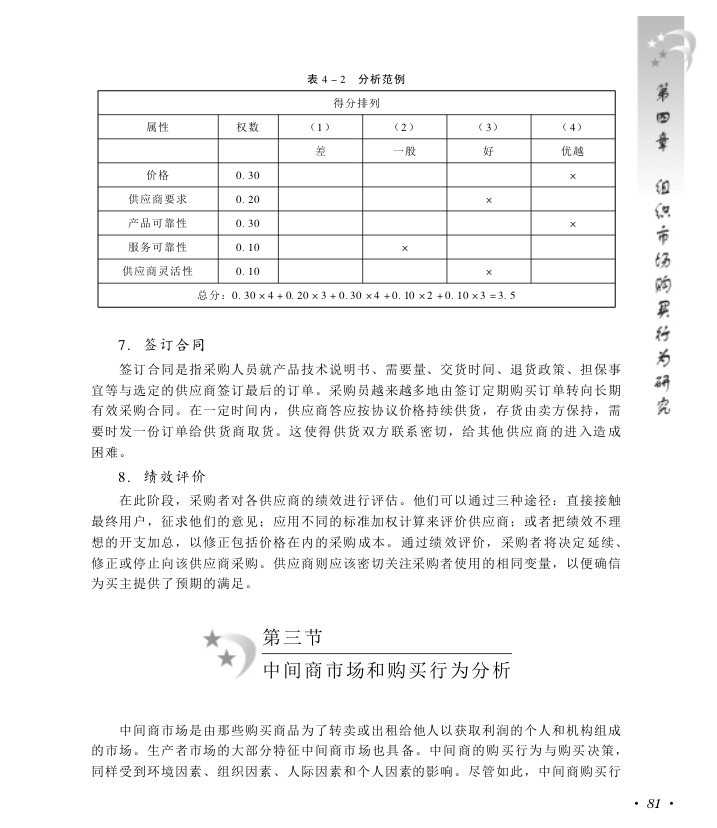 表 4－2　分析范例
得分排列
属性　权数　（1）　（2）　（3）　（4）
差　一般　好　优越
价格　0.30　×
供应商要求　0.20　×
产品可靠性　0.30　×
服务可靠性　0.10　×
供应商灵活性　0.10　×
总分：0.30×4+0.20×3+0.30×4+0.10×2+0.10×3=3.5
7．签订合同
签订合同是指采购人员就产品技术说明书、需要量、交货时间、退货政策、担保事
宜等与选定的供应商签订最后的订单。采购员越来越多地由签订定期购买订单转向长期
有效采购合同。在一定时间内，供应商答应按协议价格持续供货，存货由卖方保持，需
要时发一份订单给供货商取货。这使得供货双方联系密切，给其他供应商的进入造成
困难。
8．绩效评价
在此阶段，采购者对各供应商的绩效进行评估。他们可以通过三种途径：直接接触
最终用户，征求他们的意见；应用不同的标准加权计算来评价供应商；或者把绩效不理
想的开支加总，以修正包括价格在内的采购成本。通过绩效评价，采购者将决定延续、
修正或停止向该供应商采购。供应商则应该密切关注采购者使用的相同变量，以便确信
为买主提供了预期的满足。
第三节
中间商市场和购买行为分析
中间商市场是由那些购买商品为了转卖或出租给他人以获取利润的个人和机构组成
的市场。生产者市场的大部分特征中间商市场也具备。中间商的购买行为与购买决策，
同样受到环境因素、组织因素、人际因素和个人因素的影响。尽管如此，中间商购买行
第四章 组织市场购买行为研究
· 81 ·